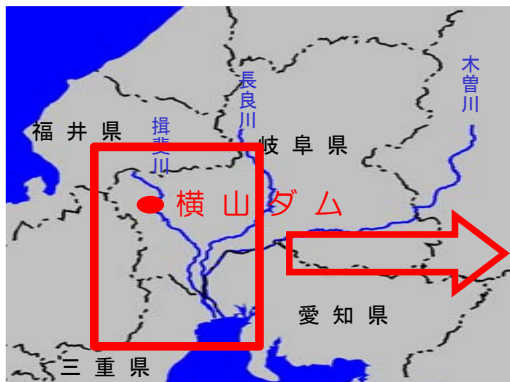 木曽川
長良川
揖斐川
福井県
岐阜県
横山ダム
愛知県
三重県